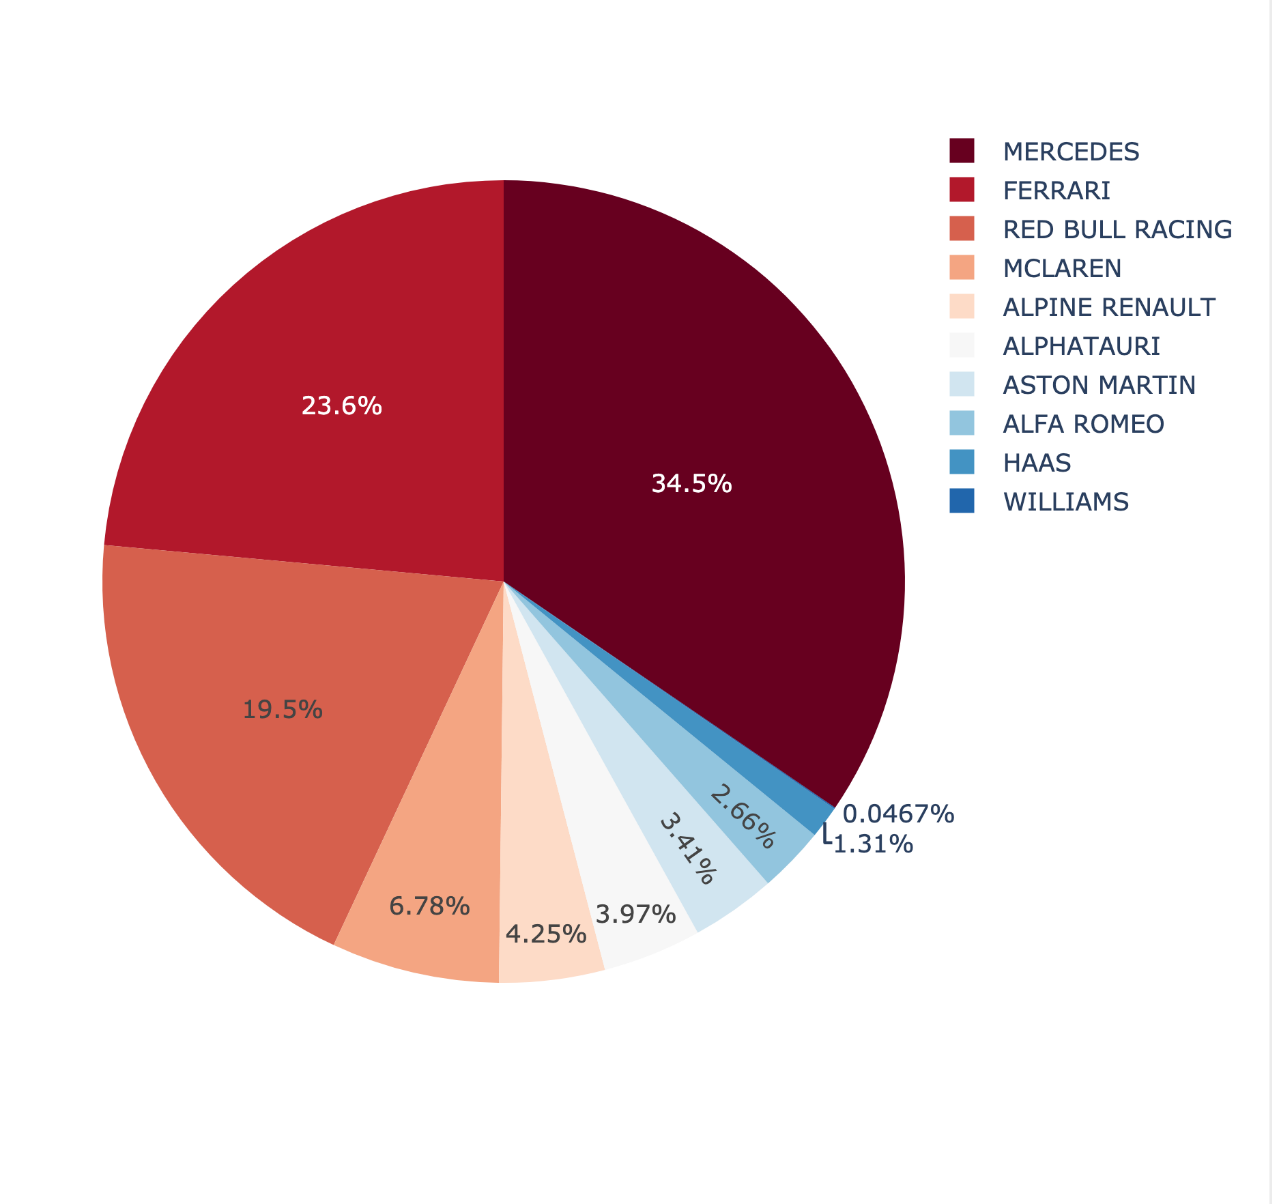 MERCEDES
FERRARI
RED BULL RACING
MCLAREN
ALPINE RENAULT
ALPHATAURI
ASTON MARTIN
ALFA ROMEO
HAAS
WILLIAMS
23.6%
34.5%
19.5%
2.66%
0.0467%
3.41%
1.31%
6.78%
3.97%
4.25%